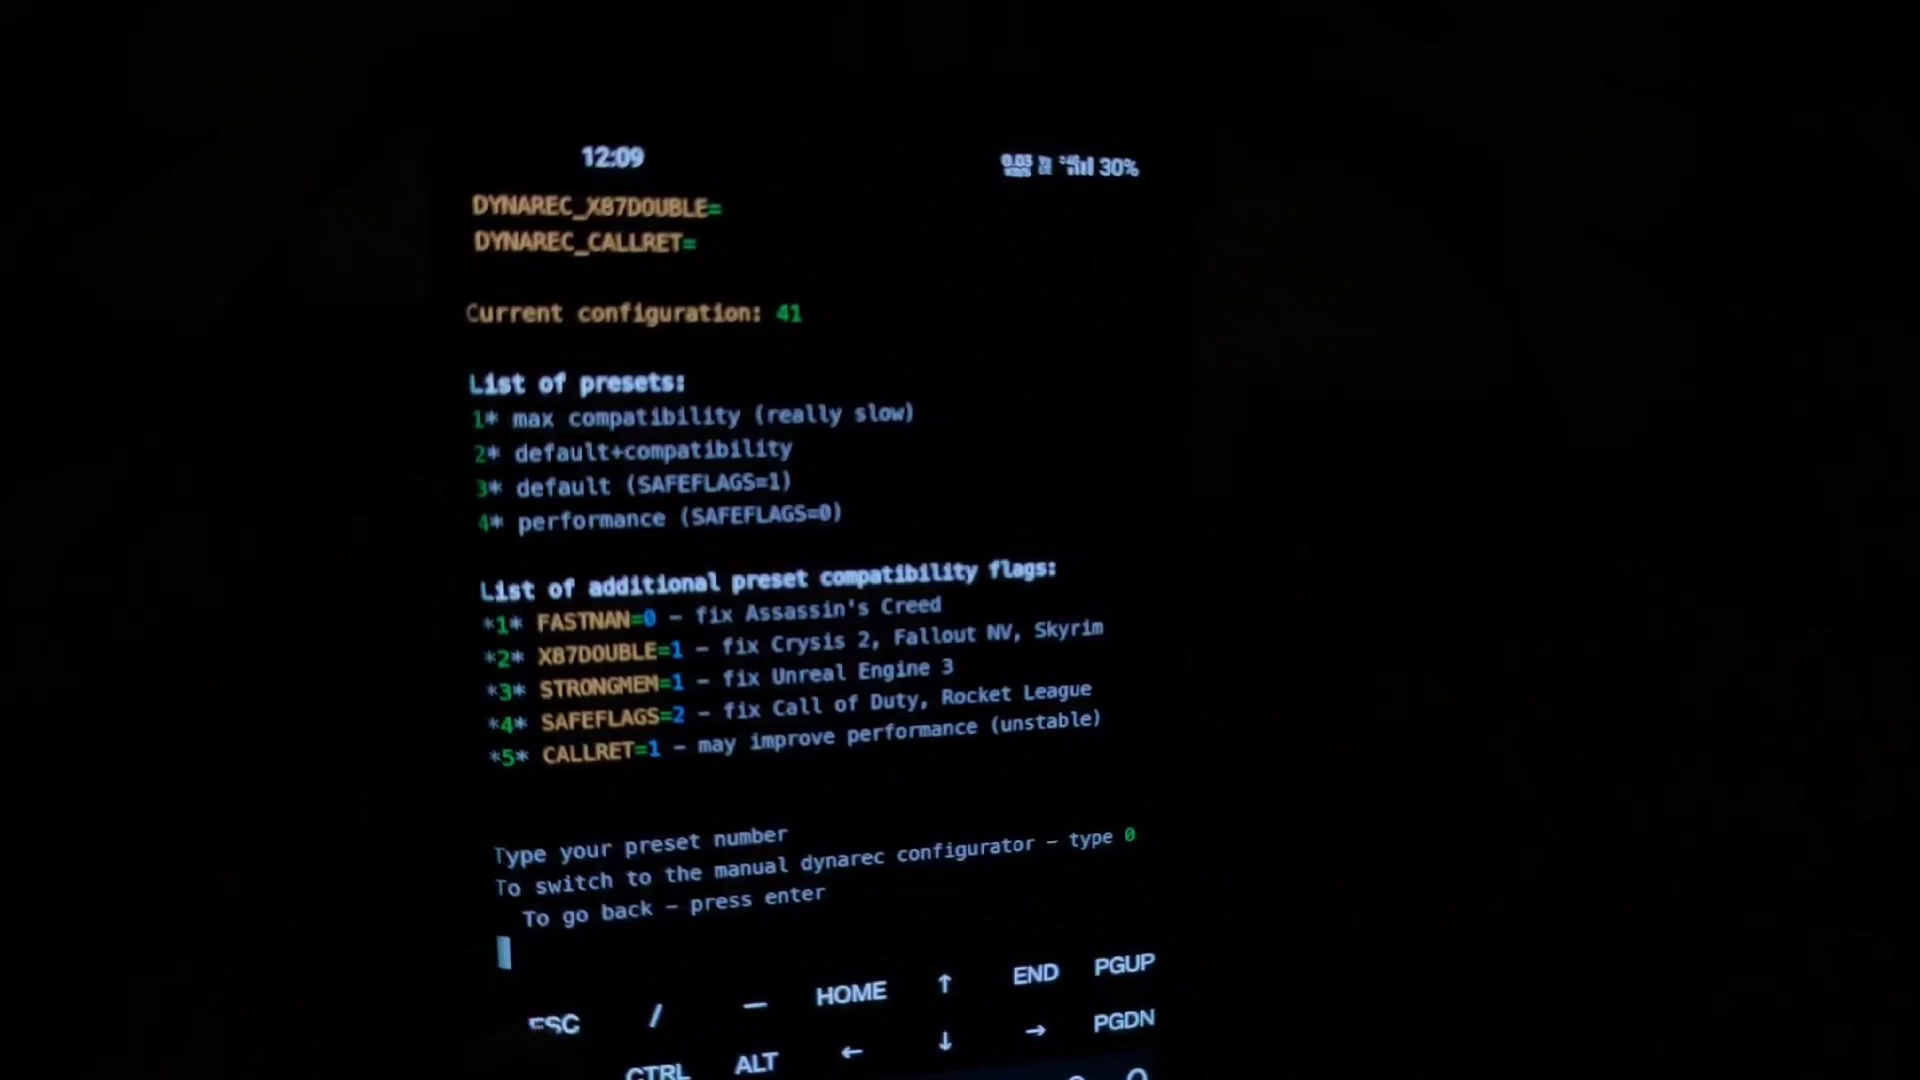 12:09
0.03 30%
DYNAREC_X87DOUBLE=
DYNAREC_CALLRET=
Current configuration: 41
List of presets:
1* max compatibility (really slow)
2* default+compatibility
3* default (SAFEFLAGS=1)
4* performance (SAFEFLAGS=0)
List of additional preset compatibility flags:
*1* FASTNAN=0 – fix Assassin's Creed
*2* X87DOUBLE=1 – fix Crysis 2, Fallout NV, Skyrim
*3* STRONGMEM=1 – fix Unreal Engine 3
*4* SAFEFLAGS=2 – fix Call of Duty, Rocket League
*5* CALLRET=1 – may improve performance (unstable)
Type your preset number
To switch to the manual dynarec configurator – type 0
To go back – press enter
ESC / — HOME ↑ END PGUP
CTRL ALT ← ↓ → PGDN